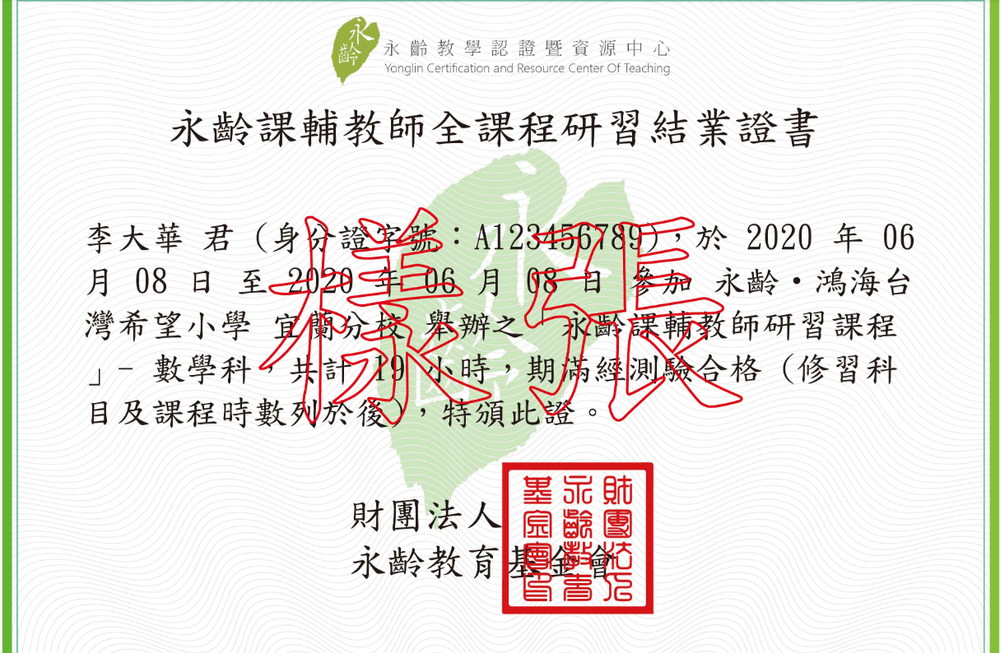 永齡
永齡教學認證暨資源中心
Yonglin Certification and Resource Center Of Teaching
永齡課輔教師全課程研習結業證書
李大華 君 (身分證字號：A123456789)，於 2020 年 06
月 08 日 至 2020 年 06 月 08 日 參加 永齡・鴻海台
灣希望小學 宜蘭分校 舉辦之「永齡課輔教師研習課程
」- 數學科，共計 19 小時，期滿經測驗合格 (修習科
目及課程時數列於後)，特頒此證。
樣張
財團法人
永齡教育基金會
財團法人
永齡教育
基金會印